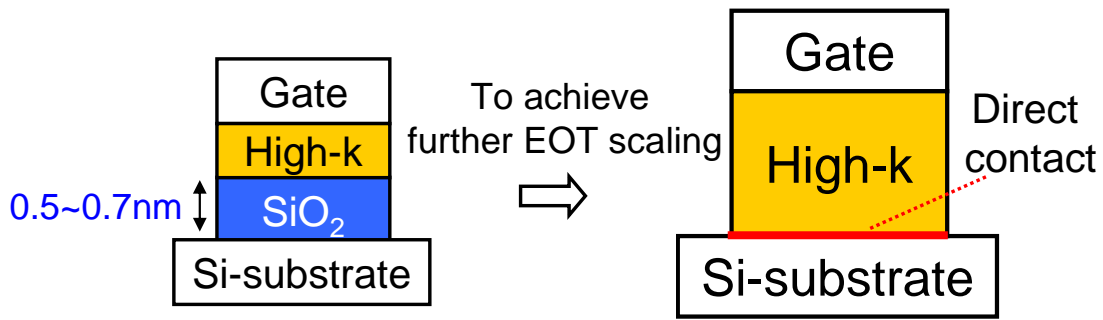 Gate
High-k
0.5~0.7nm
SiO₂
Si-substrate
To achieve
further EOT scaling
Gate
High-k
Direct
contact
Si-substrate